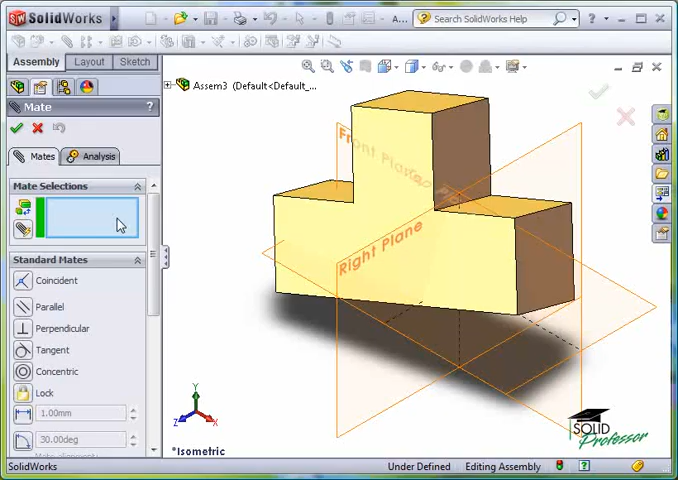 SolidWorks
A...
Search SolidWorks Help
Assembly
Layout
Sketch
Assem3 (Default<Default_...
Mate
?
Mates
Analysis
Mate Selections
Standard Mates
Coincident
Parallel
Perpendicular
Tangent
Concentric
Lock
1.00mm
30.00deg
Mate alignment:
Front Plane
Right Plane
Y
Z
X
*Isometric
SOLID
Professor
SolidWorks
Under Defined
Editing Assembly